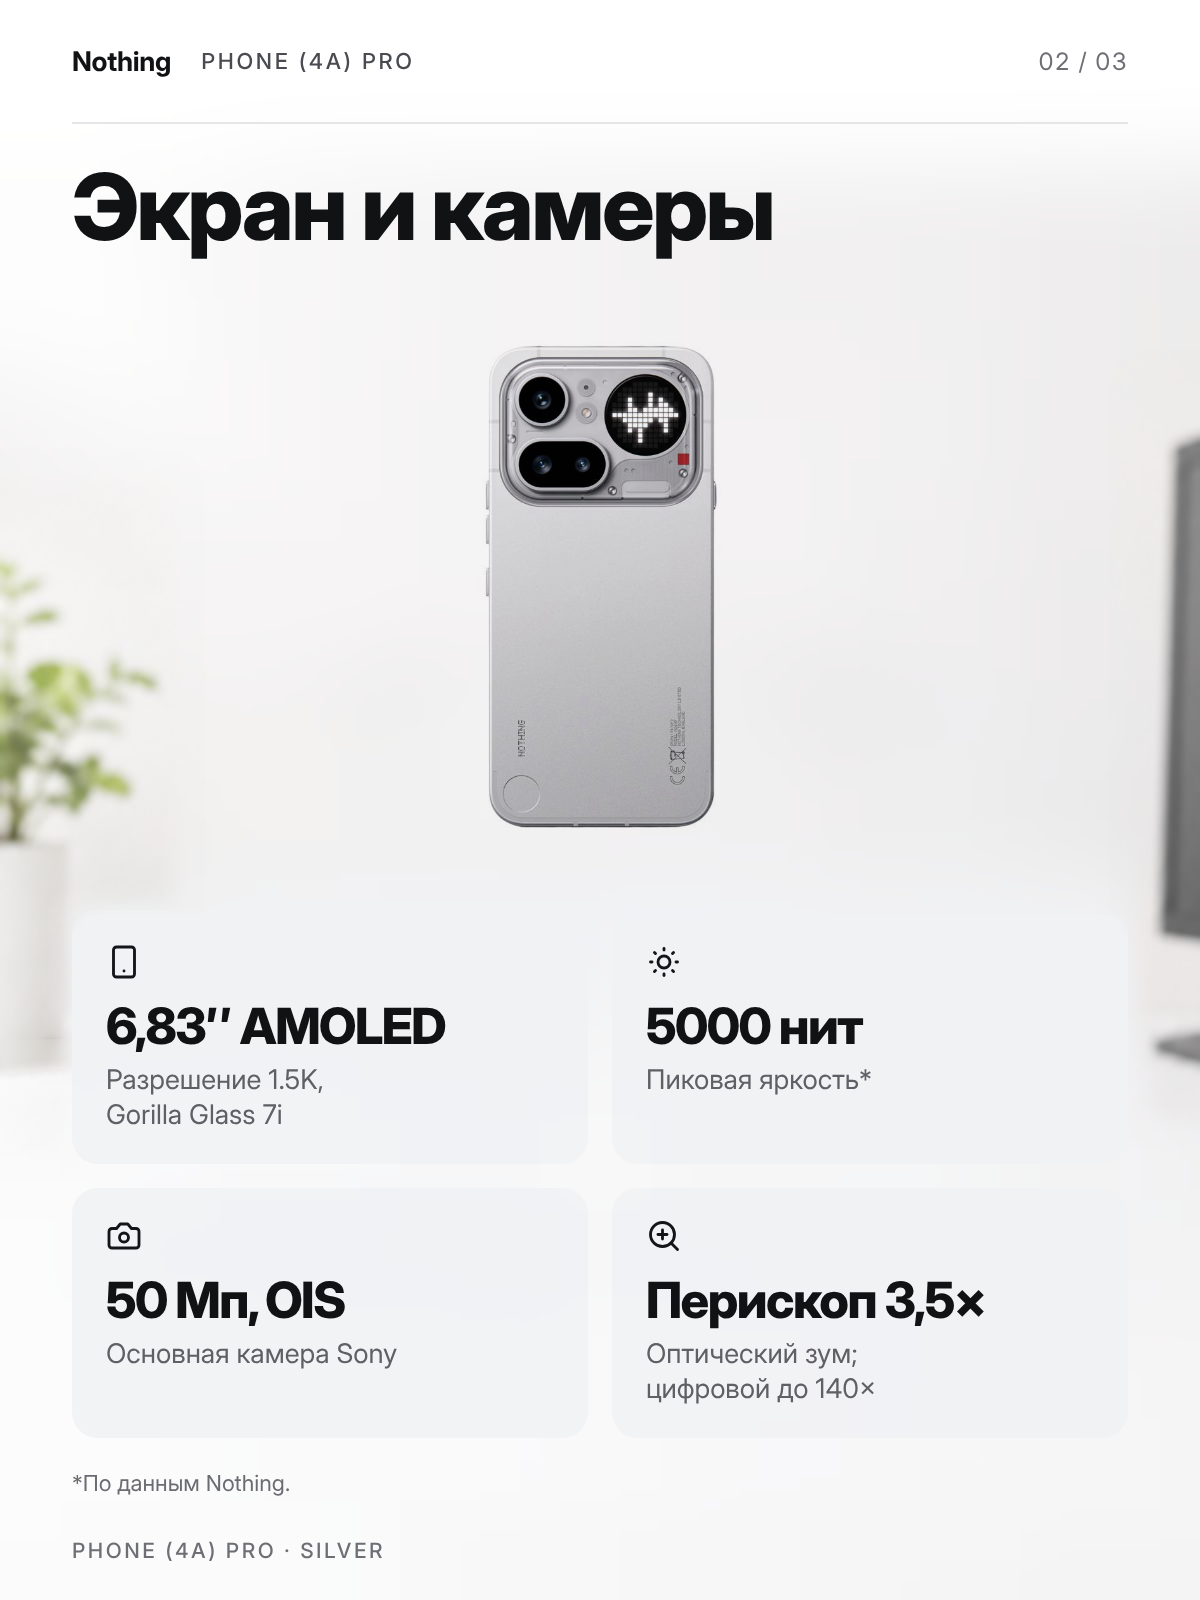 Nothing PHONE (4A) PRO 02 / 03
Экран и камеры
NOTHING
6,83″ AMOLED
Разрешение 1.5K,
Gorilla Glass 7i
5000 нит
Пиковая яркость*
50 Мп, OIS
Основная камера Sony
Перископ 3,5×
Оптический зум;
цифровой до 140×
*По данным Nothing.
PHONE (4A) PRO · SILVER